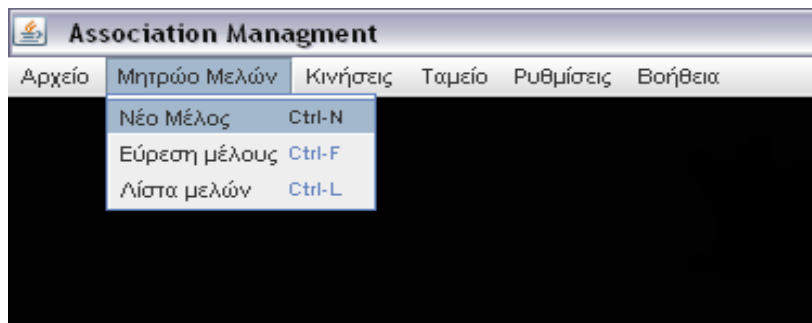 Association Managment
Αρχείο Μητρώο Μελών Κινήσεις Ταμείο Ρυθμίσεις Βοήθεια
Νέο Μέλος Ctrl-N
Εύρεση μέλους Ctrl-F
Λίστα μελών Ctrl-L